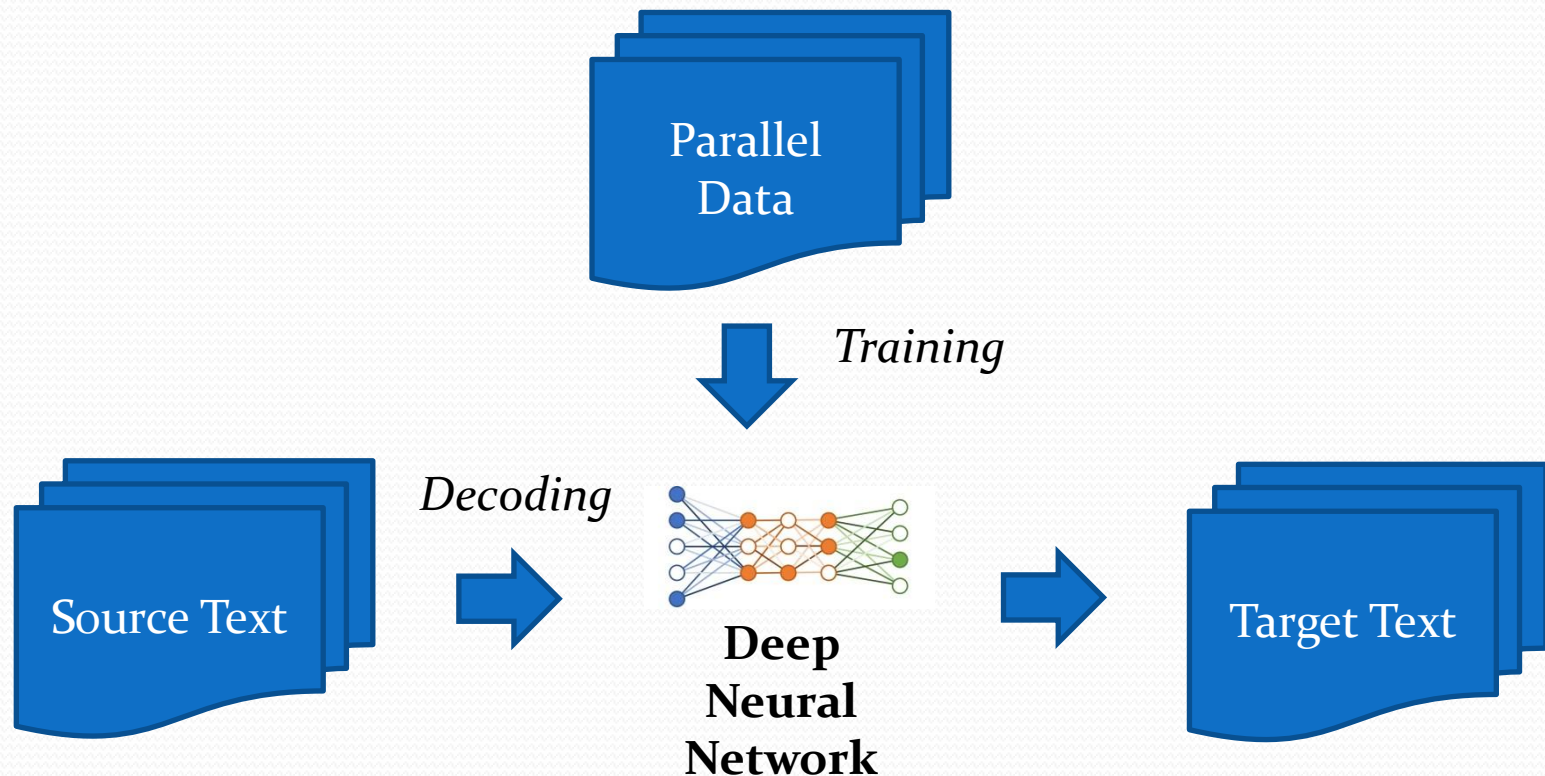 Parallel
Data
Training
Decoding
Source Text
Deep
Neural
Network
Target Text